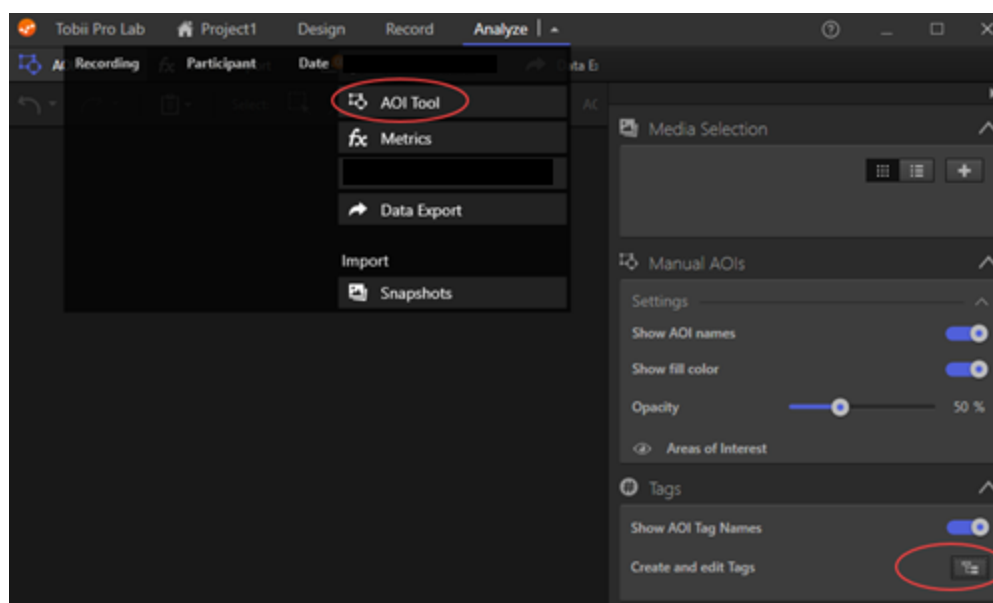 Tobii Pro Lab Project1 Design Record Analyze
Recording Participant Date
AOI Tool
Metrics
Data Export
Import
Snapshots
Media Selection
Manual AOIs
Settings
Show AOI names
Show fill color
Opacity 50 %
Areas of Interest
Tags
Show AOI Tag Names
Create and edit Tags